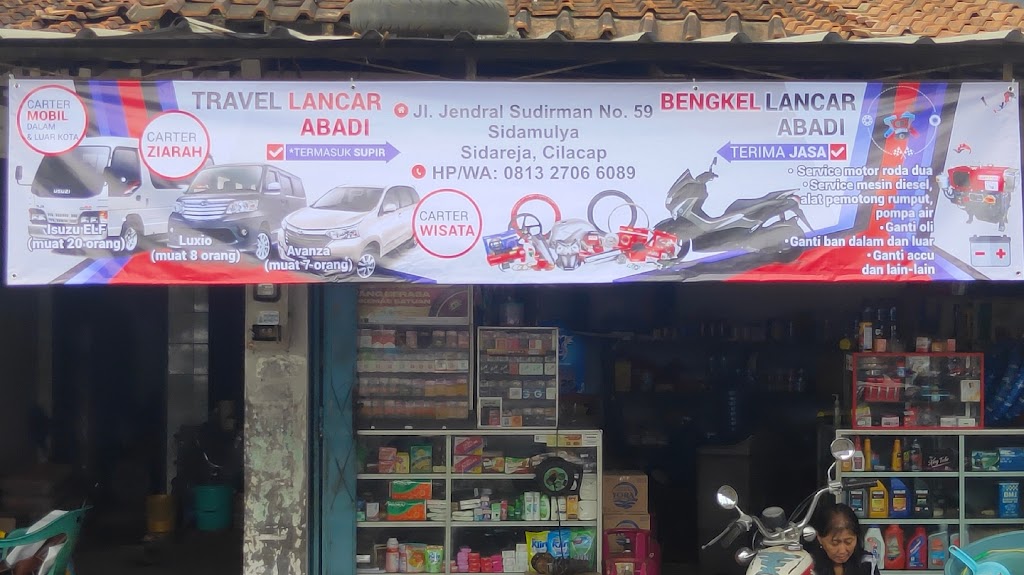 CARTER
MOBIL
DALAM
& LUAR KOTA
CARTER
ZIARAH
TRAVEL LANCAR
ABADI
*TERMASUK SUPIR
Isuzu ELF
(muat 20 orang)
Luxio
(muat 8 orang)
Avanza
(muat 7 orang)
Jl. Jendral Sudirman No. 59
Sidamulya
Sidareja, Cilacap
HP/WA: 0813 2706 6089
CARTER
WISATA
BENGKEL LANCAR
ABADI
TERIMA JASA
• Service motor roda dua
• Service mesin diesel,
alat pemotong rumput,
pompa air
• Ganti oli
• Ganti ban dalam dan luar
• Ganti accu
dan lain-lain
ISUZU